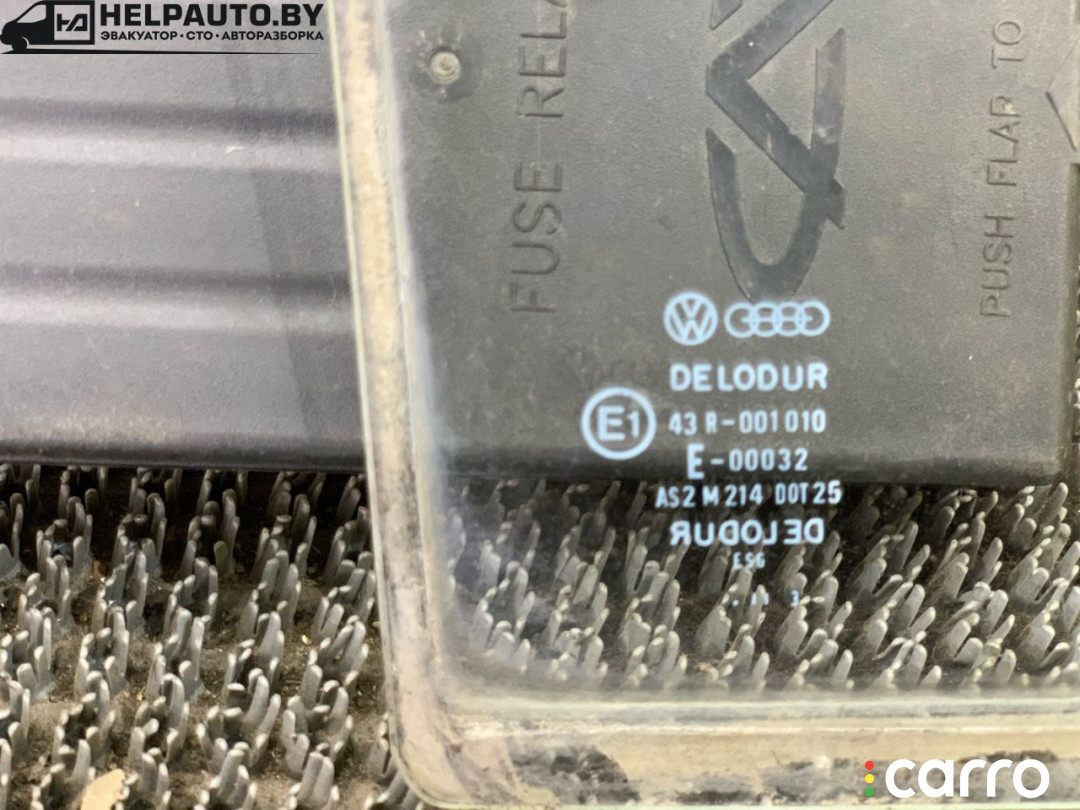 HELPAUTO.BY
ЭВАКУАТОР • СТО • АВТОРАЗБОРКА
FUSE RELA
PUSH FLAP TO
DELODUR
E1
43 R-001010
E-00032
AS2 M214 DOT25
DELODUR
ESG
carro